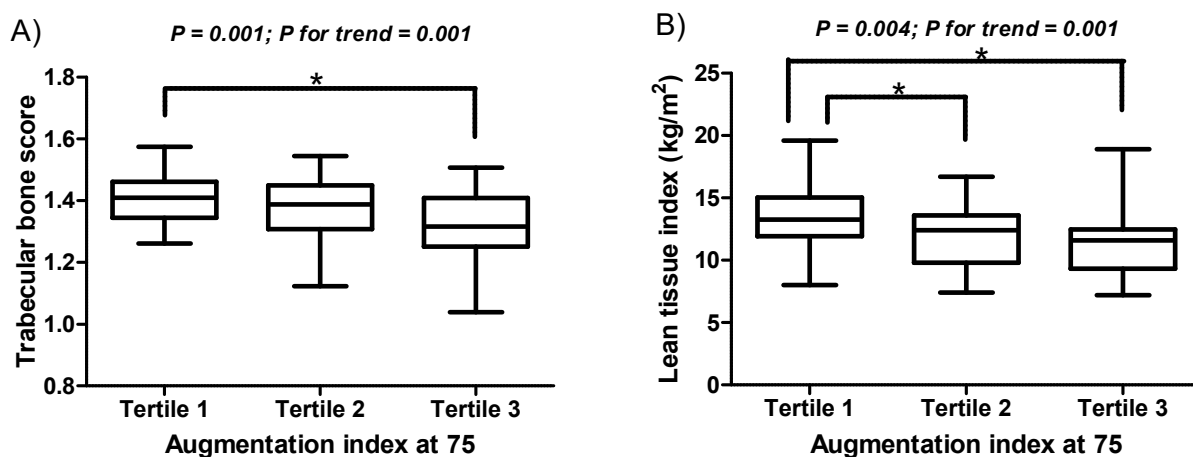 A)
P = 0.001; P for trend = 0.001
*
1.8
1.6
1.4
1.2
1.0
0.8
Trabecular bone score
Tertile 1 Tertile 2 Tertile 3
Augmentation index at 75
B)
P = 0.004; P for trend = 0.001
*
*
25
20
15
10
5
0
Lean tissue index (kg/m²)
Tertile 1 Tertile 2 Tertile 3
Augmentation index at 75